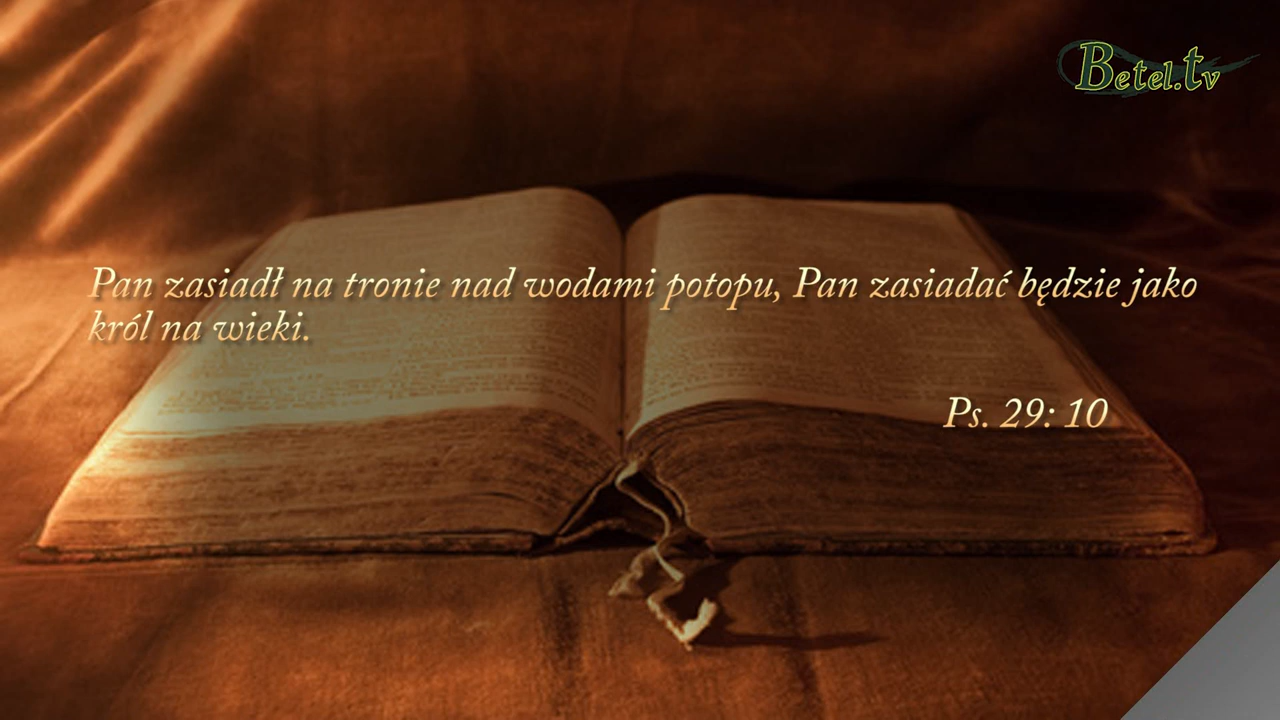 Betel.tv
Pan zasiadł na tronie nad wodami potopu, Pan zasiadać będzie jako
król na wieki.
Ps. 29: 10